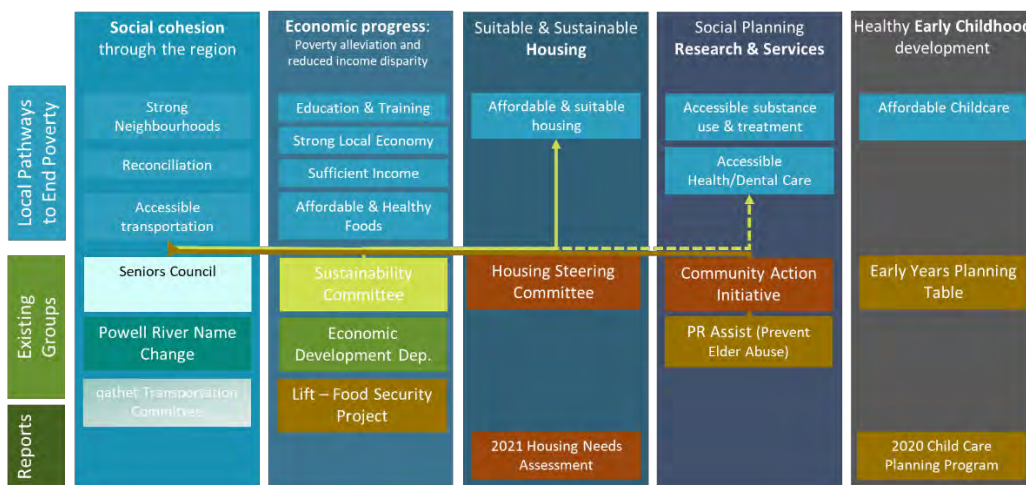 Social cohesion
through the region
Economic progress:
Poverty alleviation and
reduced income disparity
Suitable & Sustainable
Housing
Social Planning
Research & Services
Healthy Early Childhood
development
Local Pathways
to End Poverty
Strong
Neighbourhoods
Reconciliation
Accessible
transportation
Education & Training
Strong Local Economy
Sufficient Income
Affordable & Healthy
Foods
Affordable & suitable
housing
Accessible substance
use & treatment
Accessible
Health/Dental Care
Affordable Childcare
Existing
Groups
Seniors Council
Powell River Name
Change
qathet Transportation
Committee
Sustainability
Committee
Economic
Development Dep.
Lift – Food Security
Project
Housing Steering
Committee
Community Action
Initiative
PR Assist (Prevent
Elder Abuse)
Early Years Planning
Table
Reports
2021 Housing Needs
Assessment
2020 Child Care
Planning Program